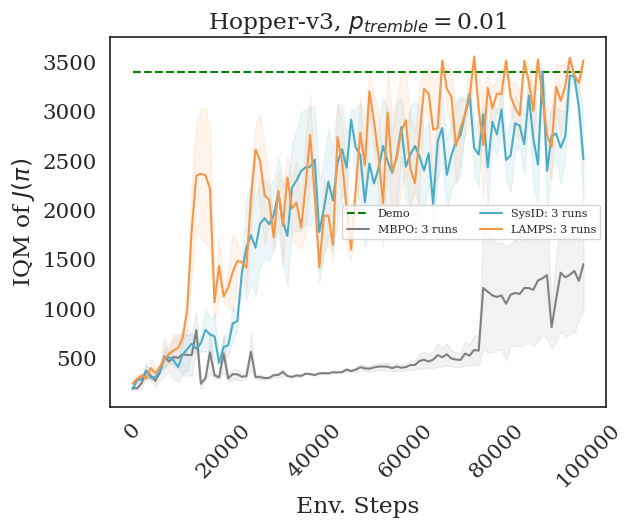 Hopper-v3, $p_{tremble} = 0.01$
IQM of $J(\pi)$
3500
3000
2500
2000
1500
1000
500
Demo
MBPO: 3 runs
SysID: 3 runs
LAMPS: 3 runs
0
20000
40000
60000
80000
100000
Env. Steps